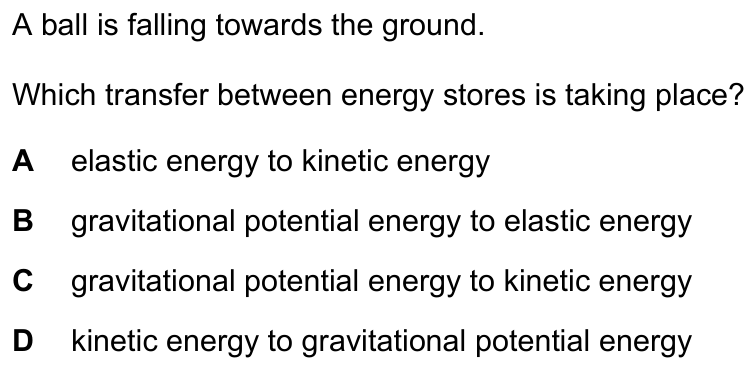 A ball is falling towards the ground.
Which transfer between energy stores is taking place?
A elastic energy to kinetic energy
B gravitational potential energy to elastic energy
C gravitational potential energy to kinetic energy
D kinetic energy to gravitational potential energy